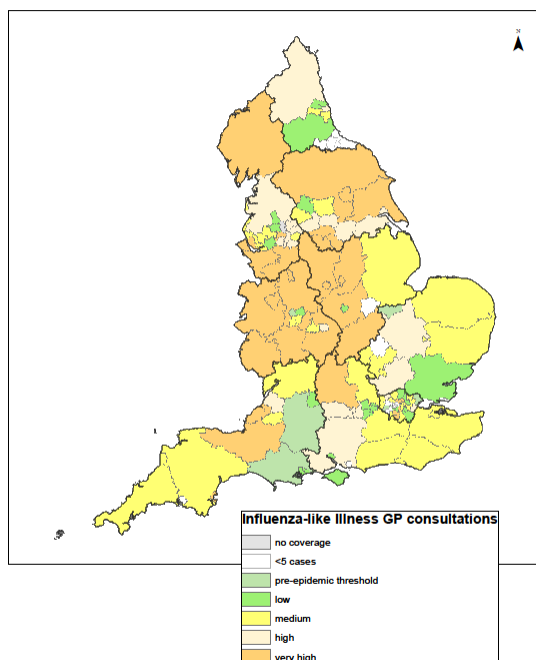 N
Influenza-like Illness GP consultations
no coverage
<5 cases
pre-epidemic threshold
low
medium
high
very high